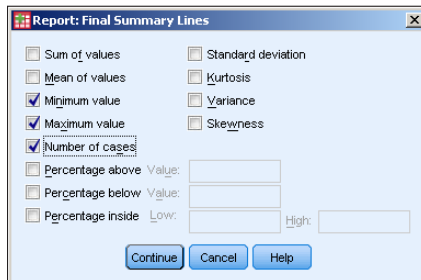 Report: Final Summary Lines
Sum of values Standard deviation
Mean of values Kurtosis
Minimum value Variance
Maximum value Skewness
Number of cases
Percentage above Value:
Percentage below Value:
Percentage inside Low: High:
Continue Cancel Help